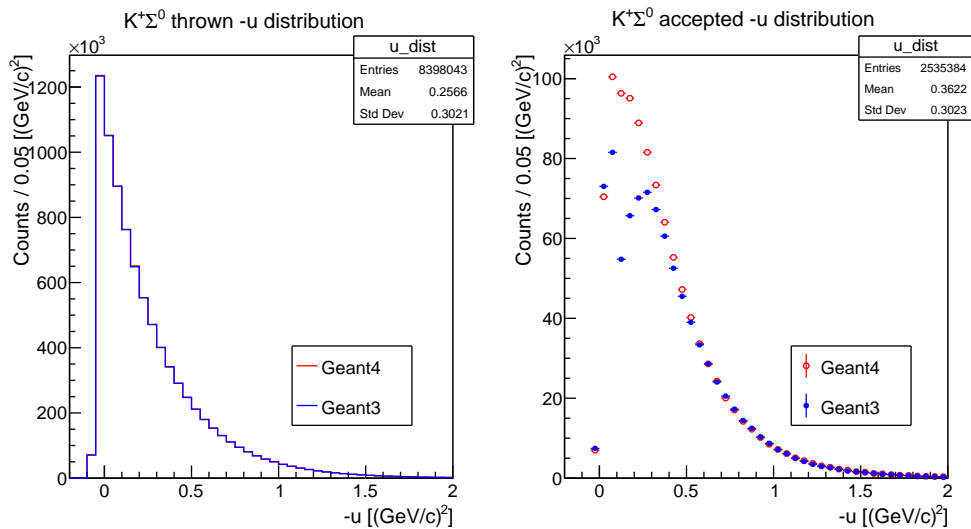 K⁺Σ⁰ thrown -u distribution
×10³
u_dist
Entries 8398043
Mean 0.2566
Std Dev 0.3021
Counts / 0.05 [(GeV/c)²]
1200
1000
800
600
400
200
0
Geant4
Geant3
0 0.5 1 1.5 2
-u [(GeV/c)²]
K⁺Σ⁰ accepted -u distribution
×10³
u_dist
Entries 2535384
Mean 0.3622
Std Dev 0.3023
Counts / 0.05 [(GeV/c)²]
100
80
60
40
20
0
Geant4
Geant3
0 0.5 1 1.5 2
-u [(GeV/c)²]